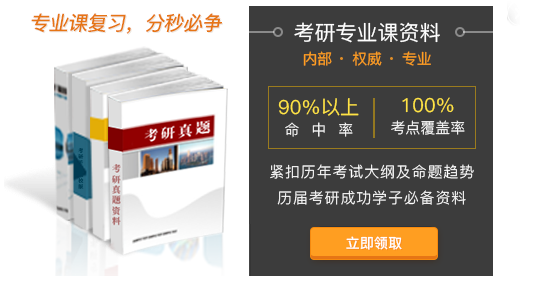 专业课复习，分秒必争
考研真题
考研真题资料
考研专业课资料
内部 · 权威 · 专业
90%以上
命中率
100%
考点覆盖率
紧扣历年考试大纲及命题趋势
历届考研成功学子必备资料
立即领取